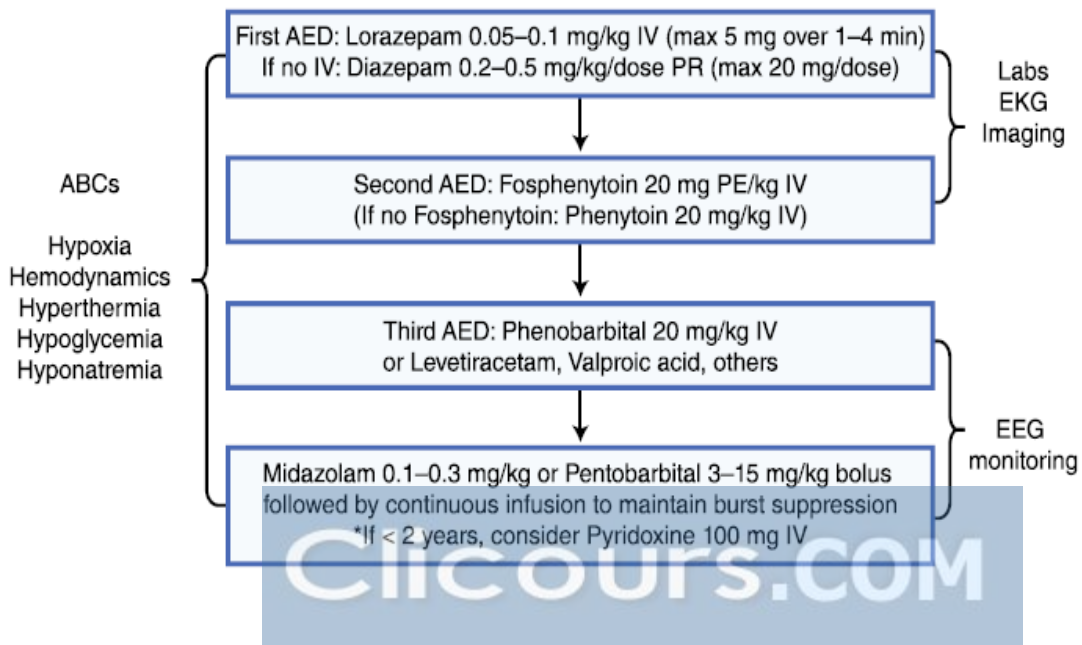 First AED: Lorazepam 0.05–0.1 mg/kg IV (max 5 mg over 1–4 min)
If no IV: Diazepam 0.2–0.5 mg/kg/dose PR (max 20 mg/dose)
Labs
EKG
Imaging
ABCs
Hypoxia
Hemodynamics
Hyperthermia
Hypoglycemia
Hyponatremia
Second AED: Fosphenytoin 20 mg PE/kg IV
(If no Fosphenytoin: Phenytoin 20 mg/kg IV)
Third AED: Phenobarbital 20 mg/kg IV
or Levetiracetam, Valproic acid, others
EEG
monitoring
Midazolam 0.1–0.3 mg/kg or Pentobarbital 3–15 mg/kg bolus
followed by continuous infusion to maintain burst suppression
*If < 2 years, consider Pyridoxine 100 mg IV
Clicours.COM